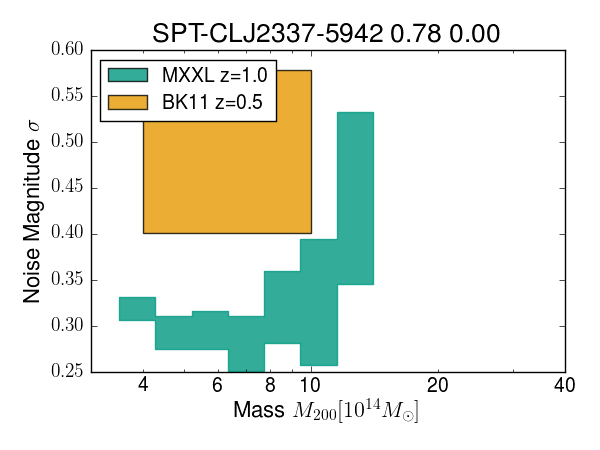 SPT-CLJ2337-5942 0.78 0.00
MXXL z=1.0
BK11 z=0.5
Noise Magnitude σ
0.60
0.55
0.50
0.45
0.40
0.35
0.30
0.25
4 6 8 10 20 40
Mass M₂₀₀[10¹⁴M☉]